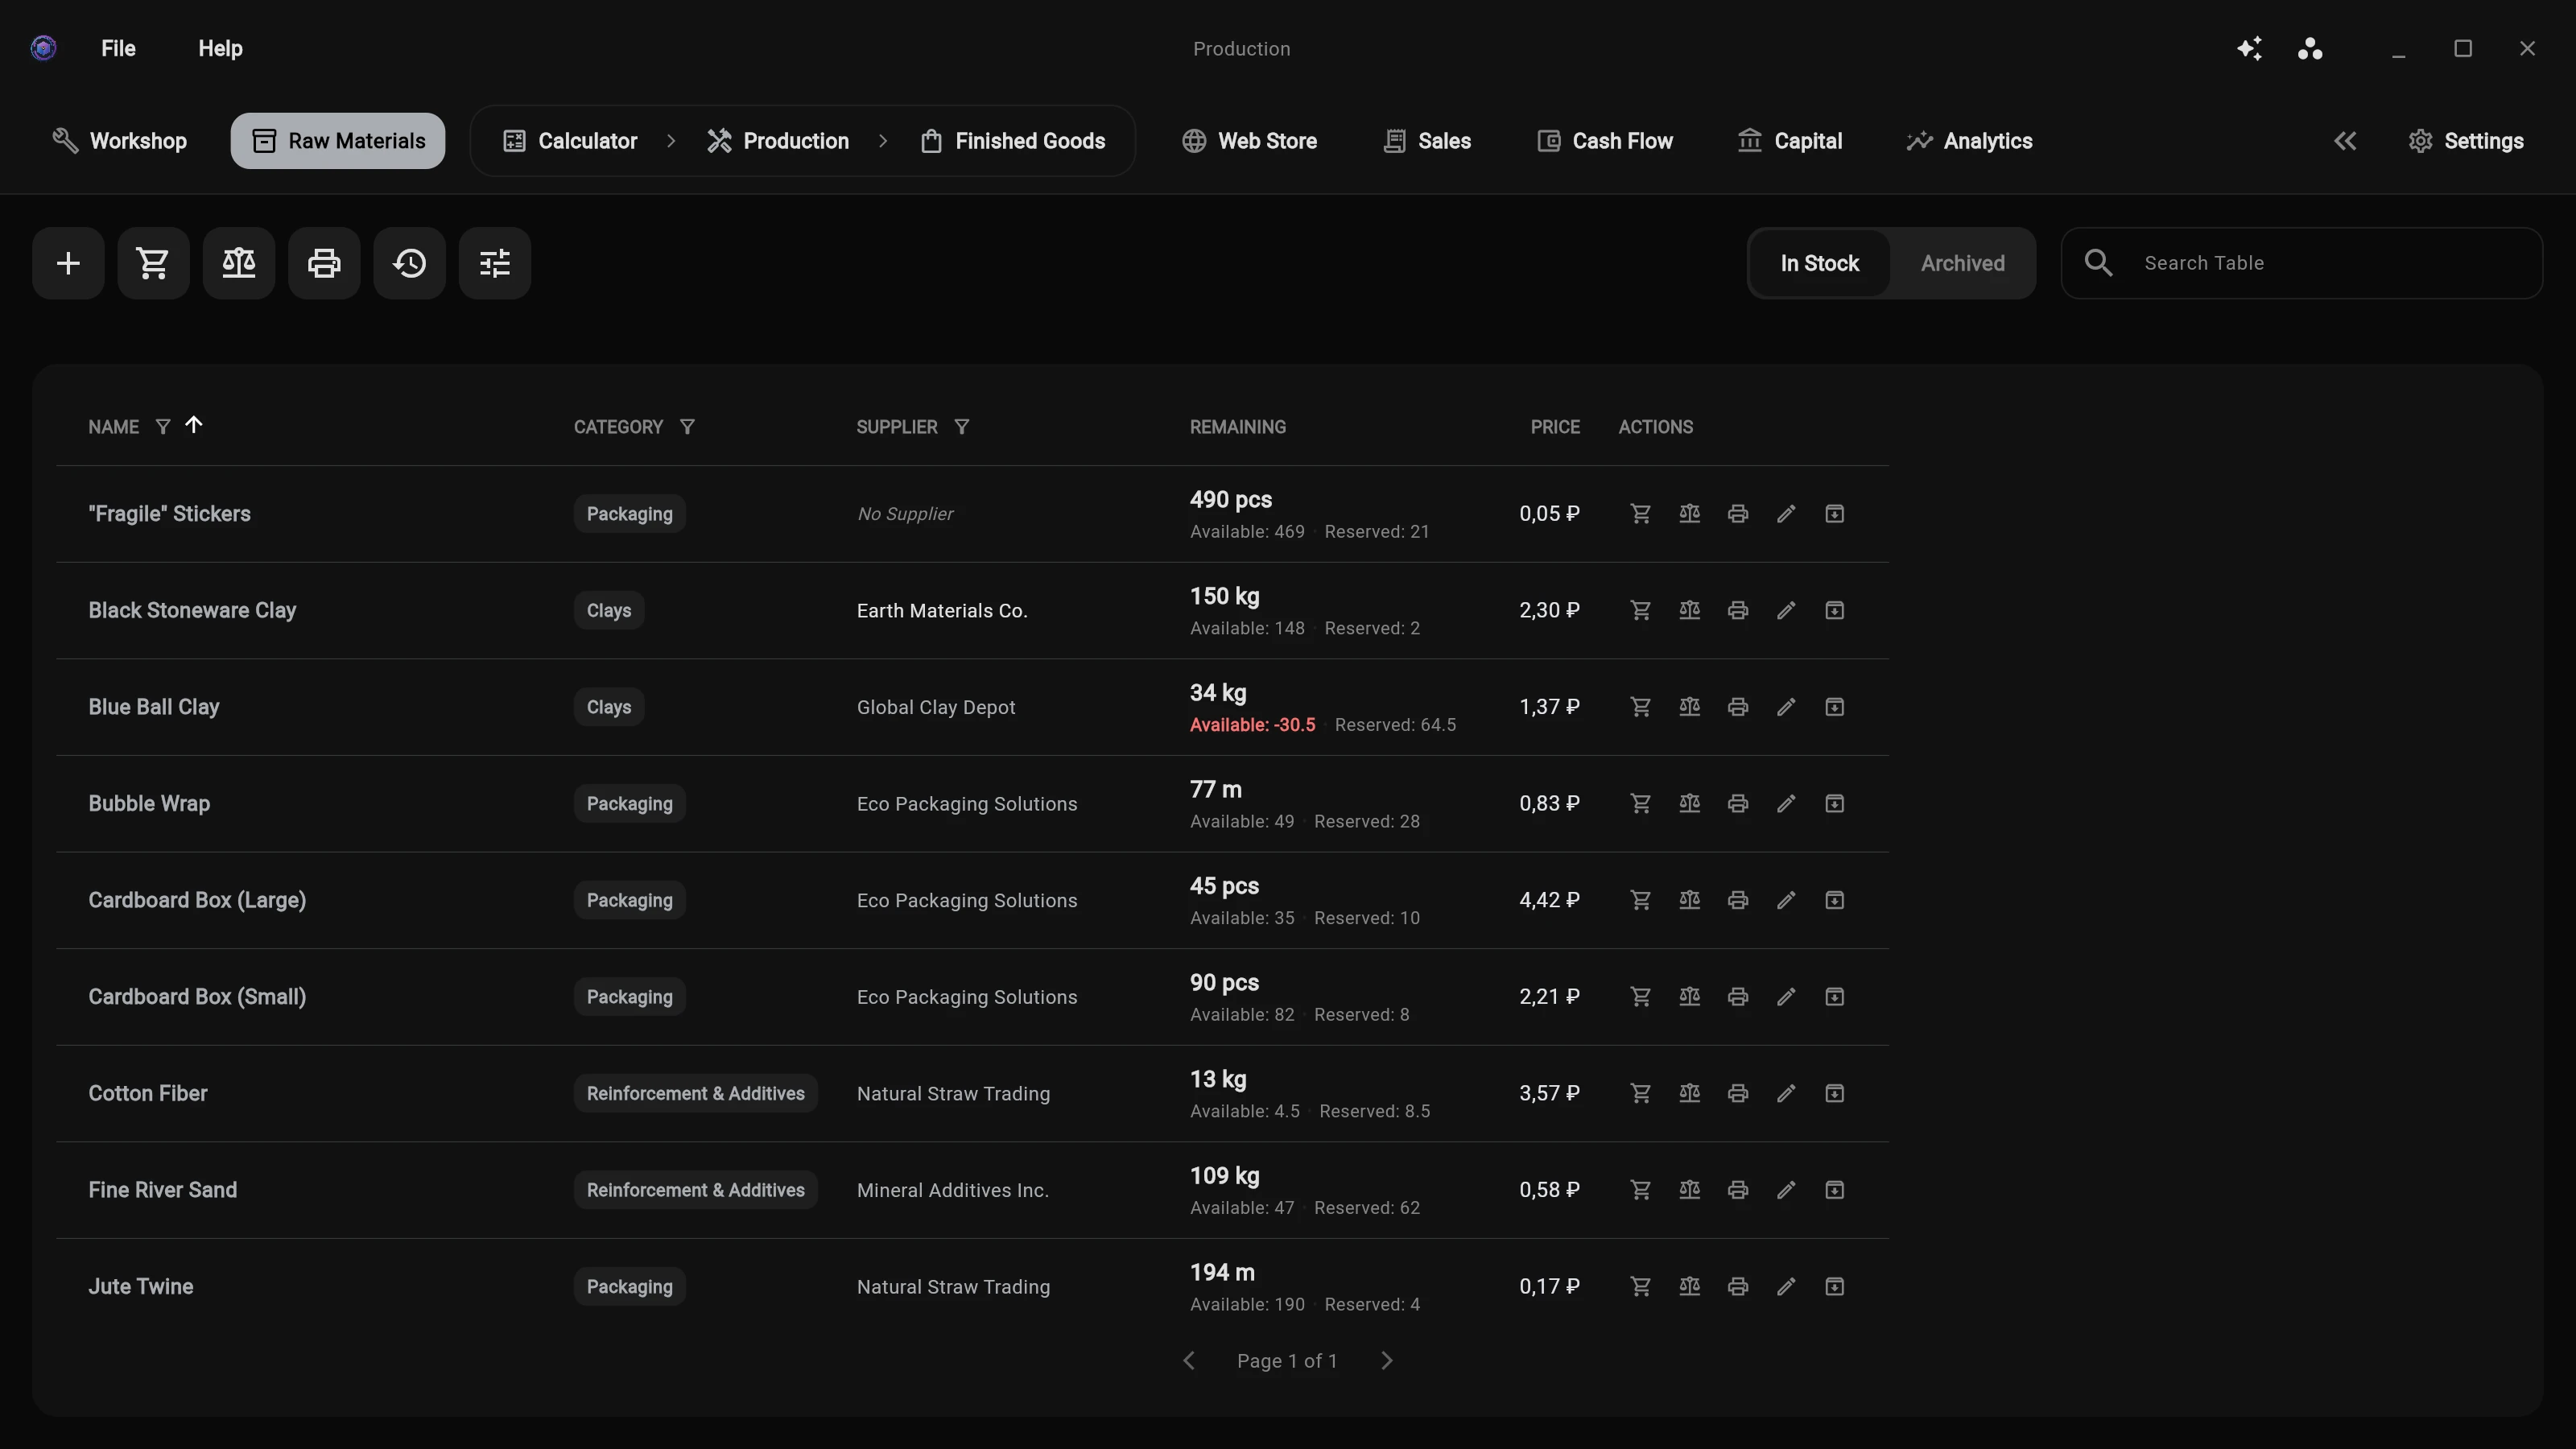 File Help Production
Workshop Raw Materials Calculator Production Finished Goods Web Store Sales Cash Flow Capital Analytics Settings
In Stock Archived Search Table
NAME CATEGORY SUPPLIER REMAINING PRICE ACTIONS
"Fragile" Stickers Packaging No Supplier 490 pcs 0,05 ₽
Available: 469 · Reserved: 21
Black Stoneware Clay Clays Earth Materials Co. 150 kg 2,30 ₽
Available: 148 · Reserved: 2
Blue Ball Clay Clays Global Clay Depot 34 kg 1,37 ₽
Available: -30.5 · Reserved: 64.5
Bubble Wrap Packaging Eco Packaging Solutions 77 m 0,83 ₽
Available: 49 · Reserved: 28
Cardboard Box (Large) Packaging Eco Packaging Solutions 45 pcs 4,42 ₽
Available: 35 · Reserved: 10
Cardboard Box (Small) Packaging Eco Packaging Solutions 90 pcs 2,21 ₽
Available: 82 · Reserved: 8
Cotton Fiber Reinforcement & Additives Natural Straw Trading 13 kg 3,57 ₽
Available: 4.5 · Reserved: 8.5
Fine River Sand Reinforcement & Additives Mineral Additives Inc. 109 kg 0,58 ₽
Available: 47 · Reserved: 62
Jute Twine Packaging Natural Straw Trading 194 m 0,17 ₽
Available: 190 · Reserved: 4
Page 1 of 1